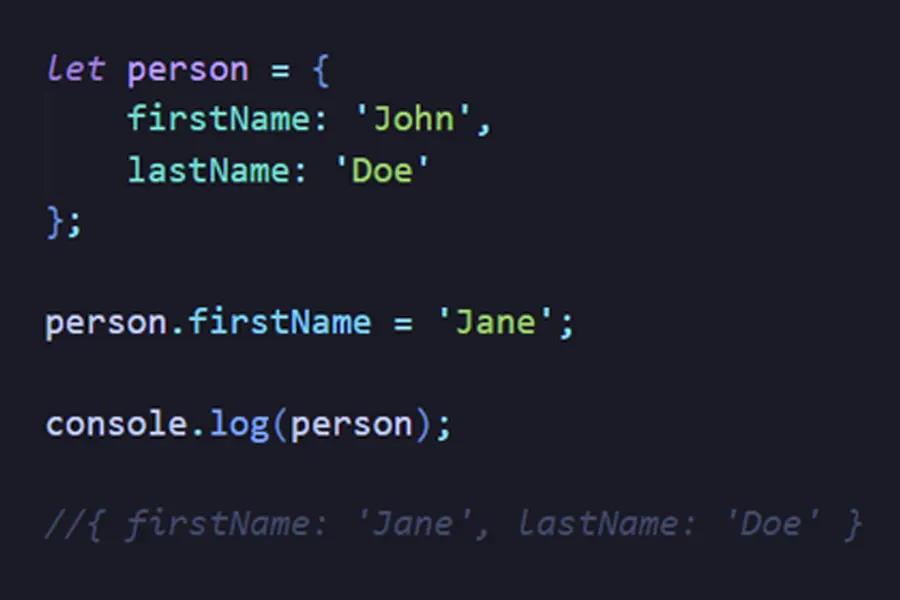 let person = {
    firstName: 'John',
    lastName: 'Doe'
};
person.firstName = 'Jane';
console.log(person);
//{ firstName: 'Jane', lastName: 'Doe' }